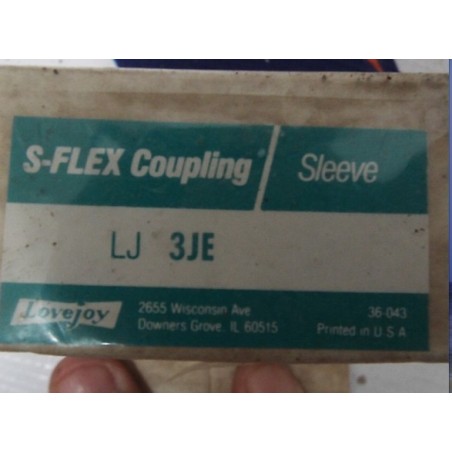 S-FLEX Coupling / Sleeve
LJ 3JE
Lovejoy
2655 Wisconsin Ave
Downers Grove, IL 60515
36-043
Printed in U S A